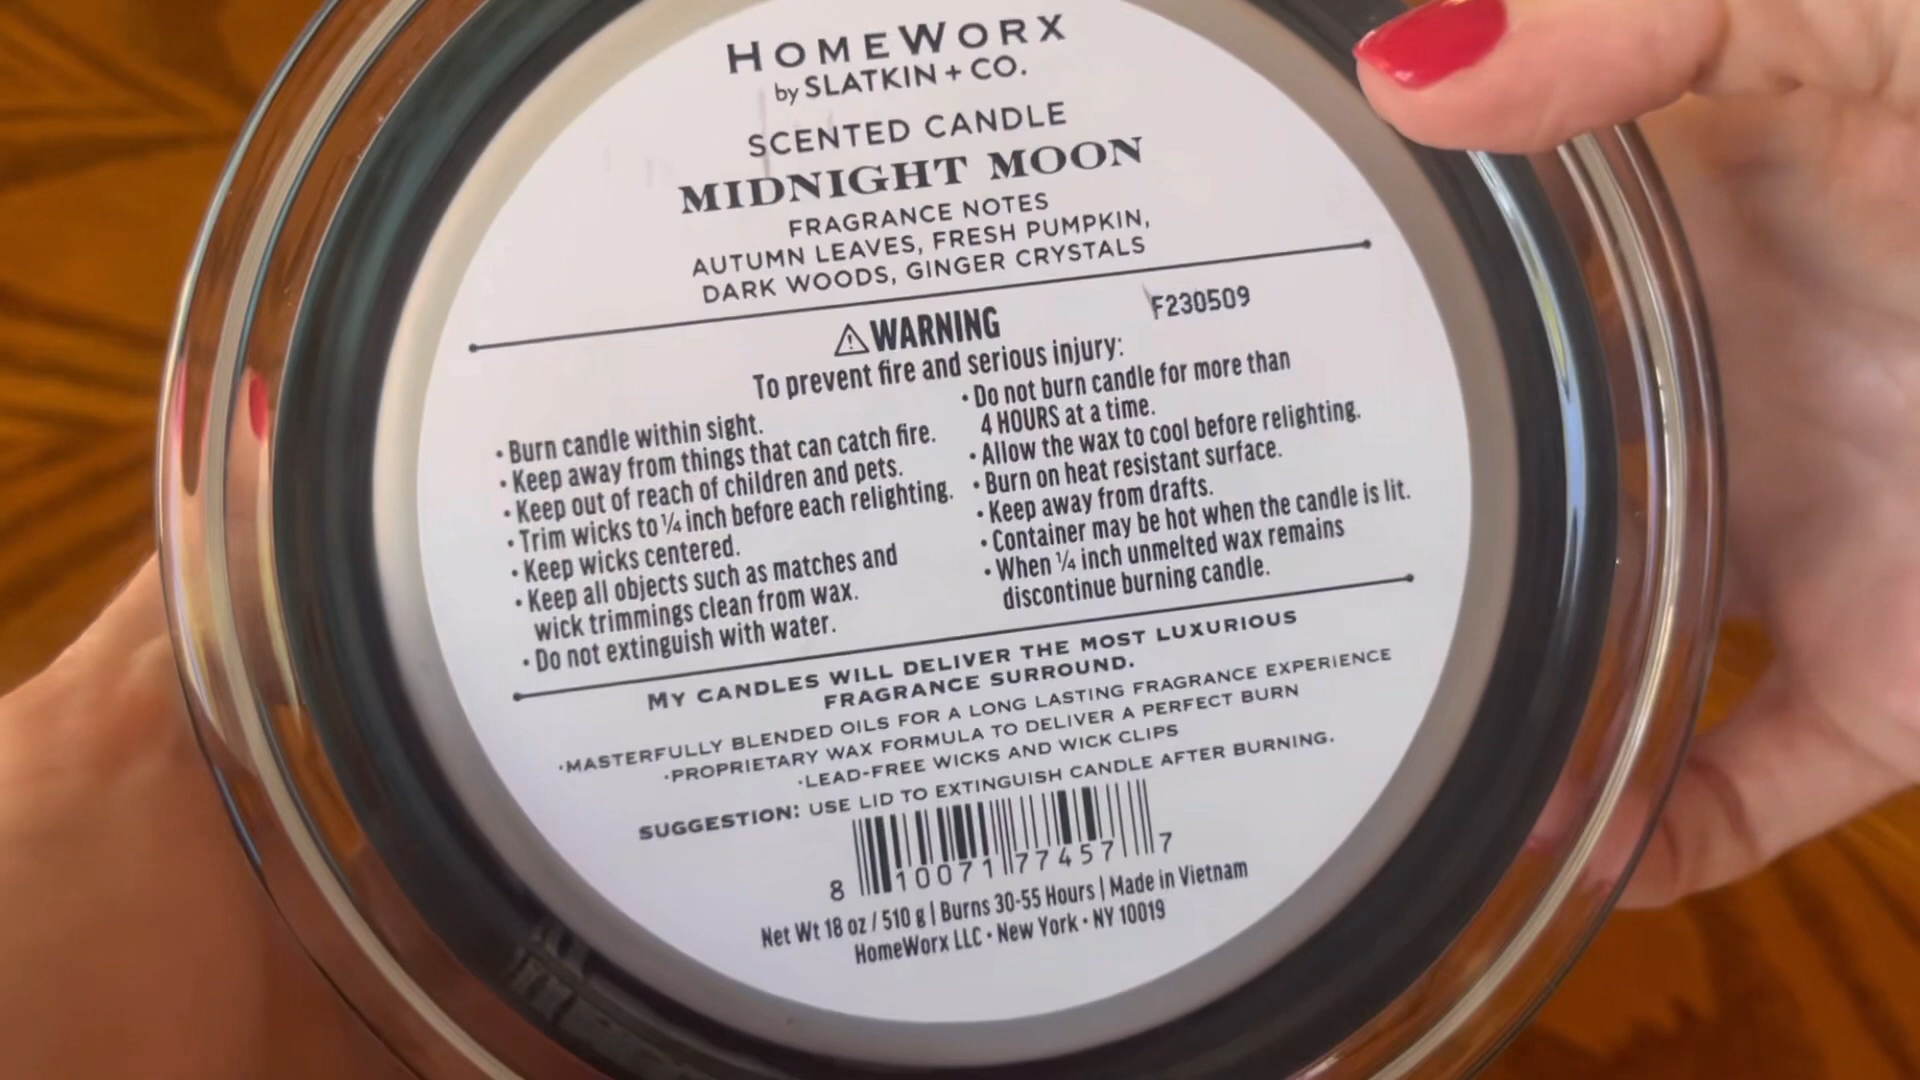 HOMEWORX
by SLATKIN + CO.
SCENTED CANDLE
MIDNIGHT MOON
FRAGRANCE NOTES
AUTUMN LEAVES, FRESH PUMPKIN,
DARK WOODS, GINGER CRYSTALS
F230509
⚠ WARNING
To prevent fire and serious injury:
• Burn candle within sight.
• Keep away from things that can catch fire.
• Keep out of reach of children and pets.
• Trim wicks to ¼ inch before each relighting.
• Keep wicks centered.
• Keep all objects such as matches and
wick trimmings clean from wax.
• Do not extinguish with water.
• Do not burn candle for more than
4 HOURS at a time.
• Allow the wax to cool before relighting.
• Burn on heat resistant surface.
• Keep away from drafts.
• Container may be hot when the candle is lit.
• When ¼ inch unmelted wax remains
discontinue burning candle.
MY CANDLES WILL DELIVER THE MOST LUXURIOUS
FRAGRANCE SURROUND.
•MASTERFULLY BLENDED OILS FOR A LONG LASTING FRAGRANCE EXPERIENCE
•PROPRIETARY WAX FORMULA TO DELIVER A PERFECT BURN
•LEAD-FREE WICKS AND WICK CLIPS
SUGGESTION: USE LID TO EXTINGUISH CANDLE AFTER BURNING.
8 10071 77457 7
Net Wt 18 oz / 510 g | Burns 30-55 Hours | Made in Vietnam
HomeWorx LLC • New York • NY 10019